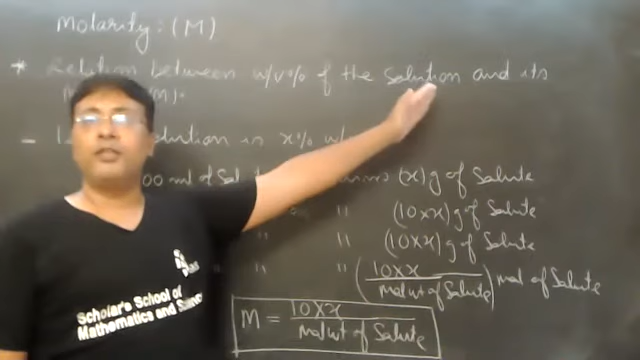 Molarity: (M)
* Relation between w/v% of the solution and its
M (M):
- solution is x% w/
00 ml of Sol (x) g of Solute
" (10×x) g of Solute
" " (10×x) g of Solute
" " (10×x / mol wt of Solute) mol of Solute
M = 10×x / mol wt of Solute
Scholar's School of
Mathematics and Science